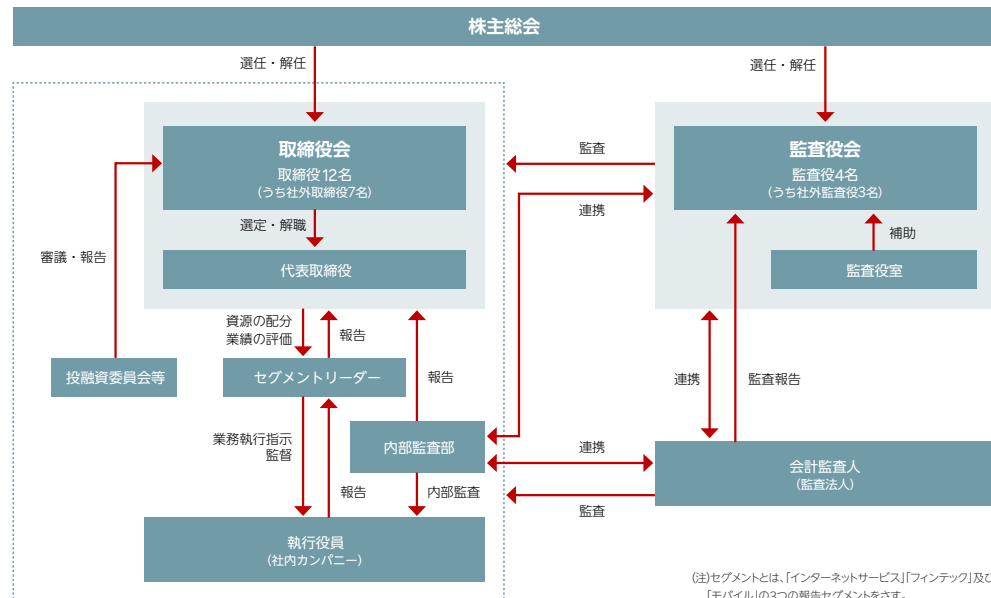 株主総会
選任・解任
選任・解任
取締役会
取締役12名
(うち社外取締役7名)
監査
監査役会
監査役4名
(うち社外監査役3名)
連携
選定・解職
補助
審議・報告
代表取締役
監査役室
資源の配分
業績の評価
報告
投融資委員会等
セグメントリーダー
報告
連携
監査報告
業務執行指示
監督
内部監査部
連携
会計監査人
(監査法人)
報告
内部監査
監査
執行役員
(社内カンパニー)
(注)セグメントとは、「インターネットサービス」「フィンテック」及び
「モバイル」の3つの報告セグメントをさす。